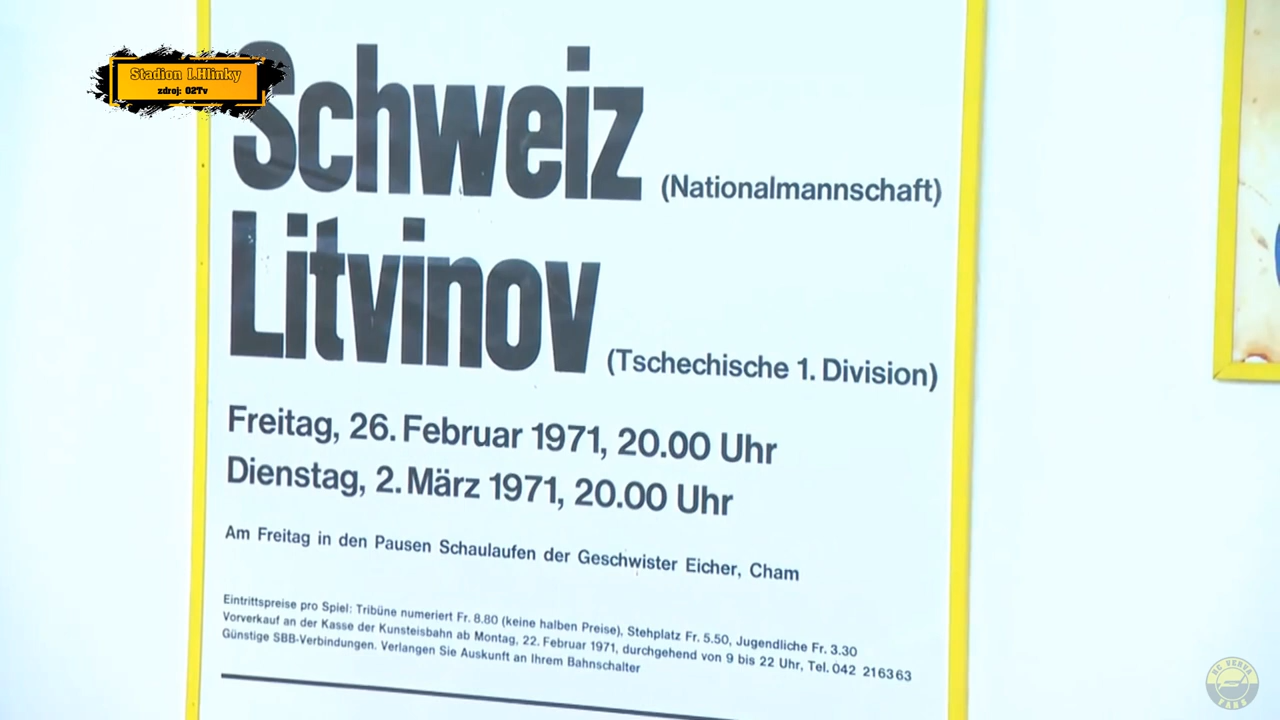 Stadion I.Hlinky
zdroj: O2Tv
Schweiz (Nationalmannschaft)
Litvinov (Tschechische 1. Division)
Freitag, 26. Februar 1971, 20.00 Uhr
Dienstag, 2. März 1971, 20.00 Uhr
Am Freitag in den Pausen Schaulaufen der Geschwister Eicher, Cham
Eintrittspreise pro Spiel: Tribüne numeriert Fr. 8.80 (keine halben Preise), Stehplatz Fr. 5.50, Jugendliche Fr. 3.30
Vorverkauf an der Kasse der Kunsteisbahn ab Montag, 22. Februar 1971, durchgehend von 9 bis 22 Uhr, Tel. 042 216363
Günstige SBB-Verbindungen. Verlangen Sie Auskunft an Ihrem Bahnschalter
HC VERVA
FANS